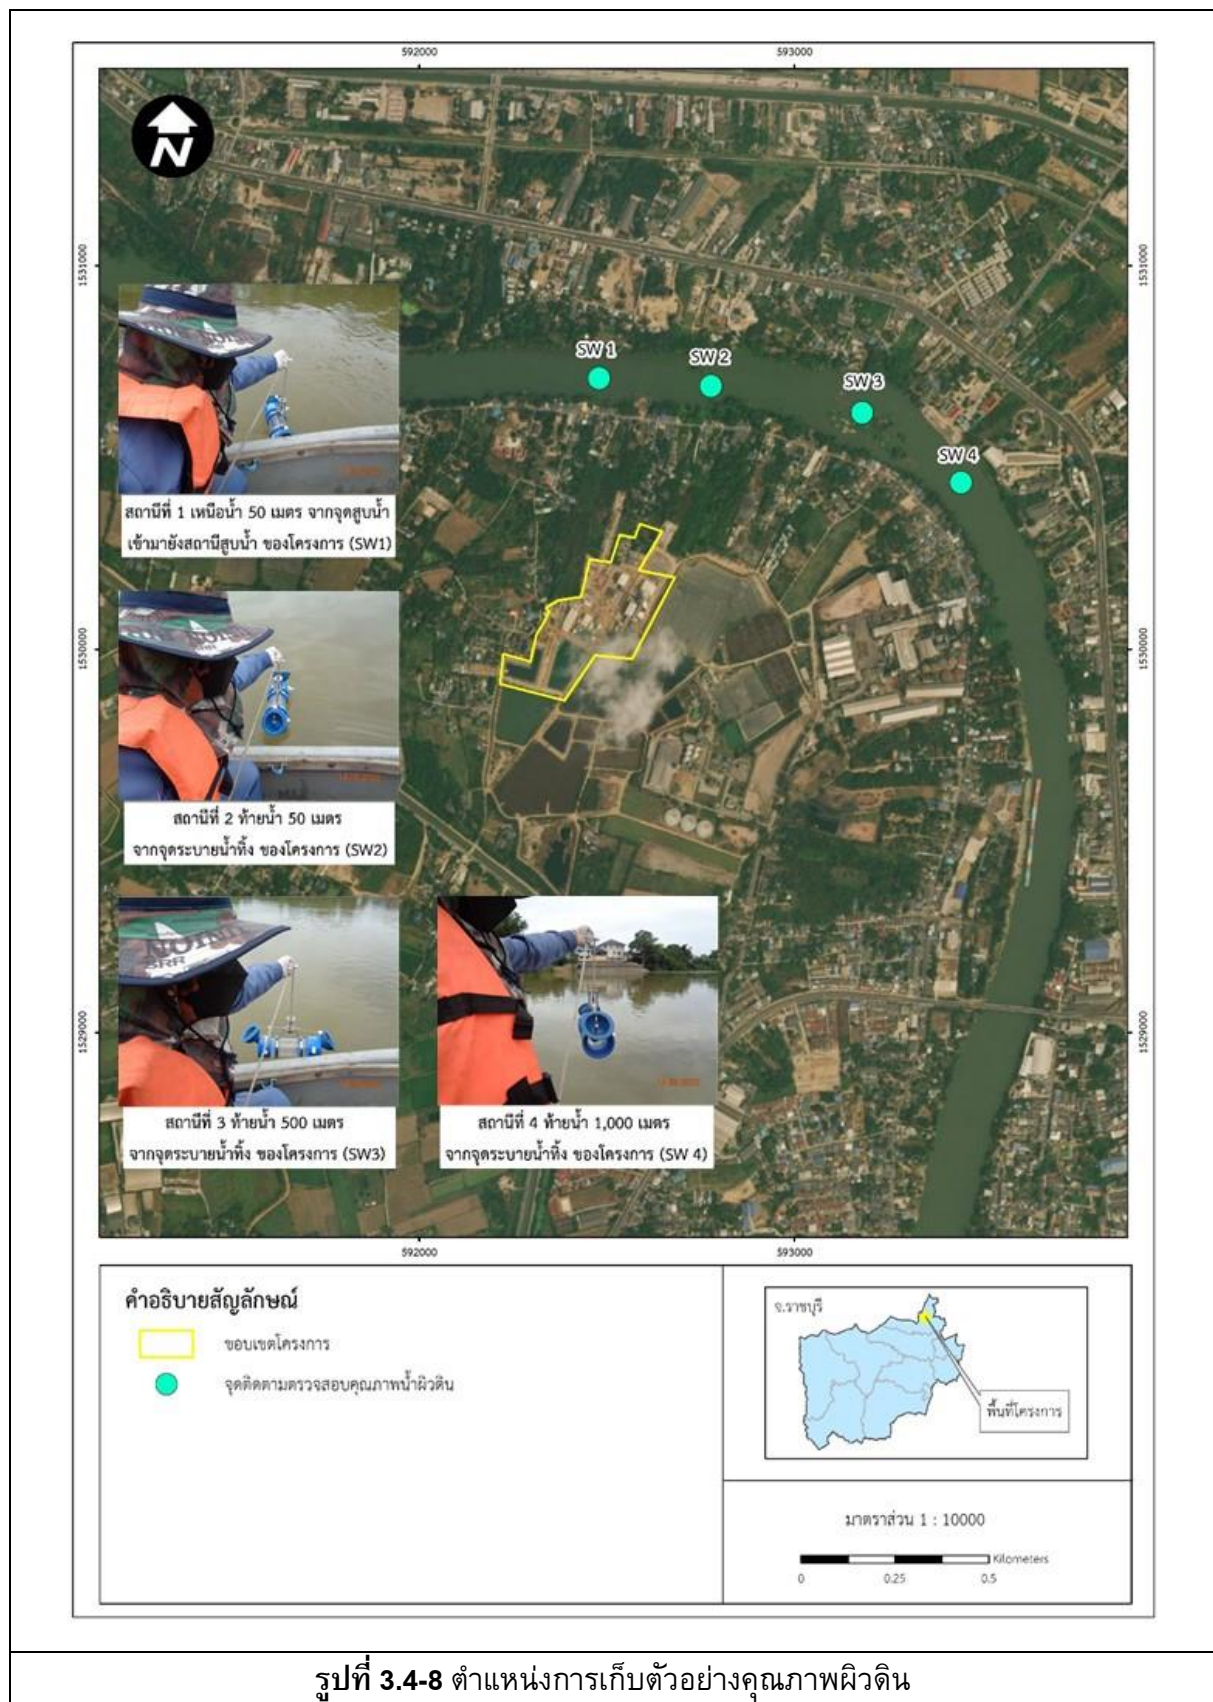 592000
593000
N
1531000
1531000
SW 1
SW 2
SW 3
SW 4
สถานีที่ 1 เหนือน้ำ 50 เมตร จากจุดสูบน้ำ
เข้ามายังสถานีสูบน้ำ ของโครงการ (SW1)
1530000
1530000
สถานีที่ 2 ท้ายน้ำ 50 เมตร
จากจุดระบายน้ำทิ้ง ของโครงการ (SW2)
1529000
1529000
สถานีที่ 3 ท้ายน้ำ 500 เมตร
จากจุดระบายน้ำทิ้ง ของโครงการ (SW3)
สถานีที่ 4 ท้ายน้ำ 1,000 เมตร
จากจุดระบายน้ำทิ้ง ของโครงการ (SW 4)
592000
593000
คำอธิบายสัญลักษณ์
ขอบเขตโครงการ
จุดติดตามตรวจสอบคุณภาพน้ำผิวดิน
จ.ราชบุรี
พื้นที่โครงการ
มาตราส่วน 1 : 10000
Kilometers
0 0.25 0.5
รูปที่ 3.4-8 ตำแหน่งการเก็บตัวอย่างคุณภาพผิวดิน